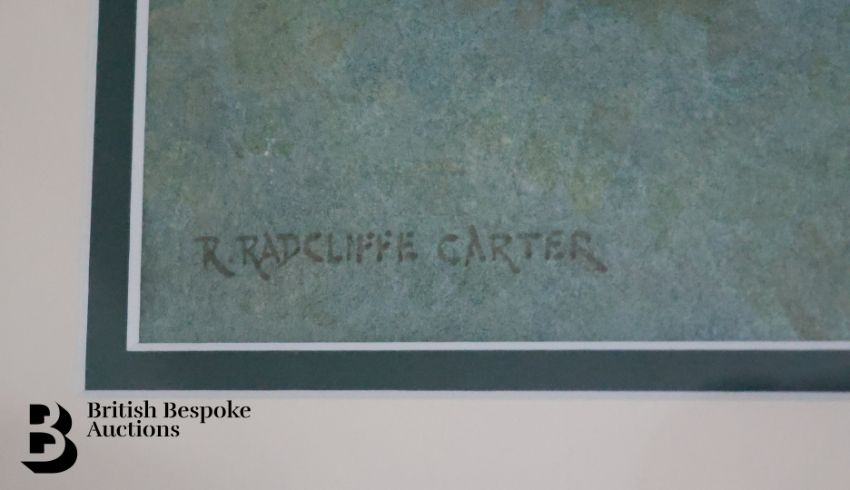 R. RADCLIFFE CARTER
British Bespoke
Auctions